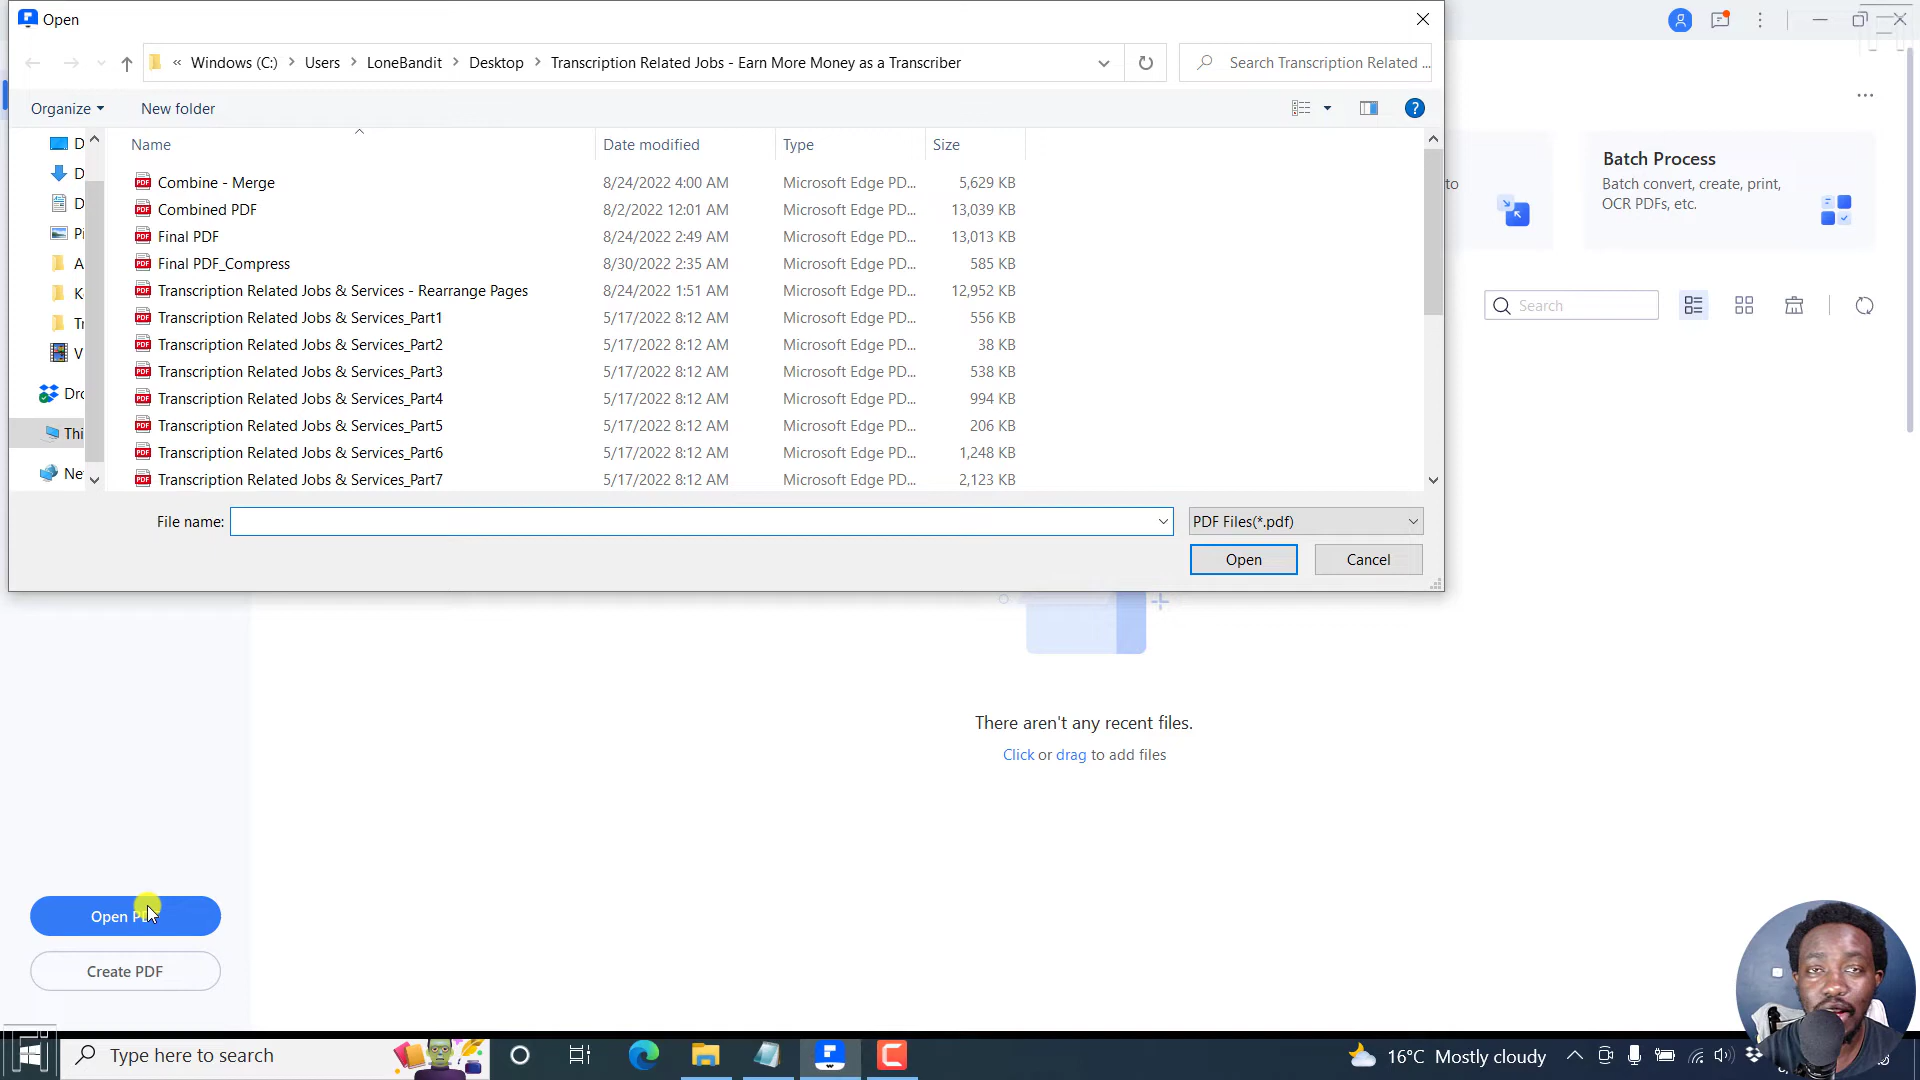 Open
« Windows (C:) > Users > LoneBandit > Desktop > Transcription Related Jobs - Earn More Money as a Transcriber
Search Transcription Related ...
Organize
New folder
Name Date modified Type Size
Combine - Merge 8/24/2022 4:00 AM Microsoft Edge PD... 5,629 KB
Combined PDF 8/2/2022 12:01 AM Microsoft Edge PD... 13,039 KB
Final PDF 8/24/2022 2:49 AM Microsoft Edge PD... 13,013 KB
Final PDF_Compress 8/30/2022 2:35 AM Microsoft Edge PD... 585 KB
Transcription Related Jobs & Services - Rearrange Pages 8/24/2022 1:51 AM Microsoft Edge PD... 12,952 KB
Transcription Related Jobs & Services_Part1 5/17/2022 8:12 AM Microsoft Edge PD... 556 KB
Transcription Related Jobs & Services_Part2 5/17/2022 8:12 AM Microsoft Edge PD... 38 KB
Transcription Related Jobs & Services_Part3 5/17/2022 8:12 AM Microsoft Edge PD... 538 KB
Transcription Related Jobs & Services_Part4 5/17/2022 8:12 AM Microsoft Edge PD... 994 KB
Transcription Related Jobs & Services_Part5 5/17/2022 8:12 AM Microsoft Edge PD... 206 KB
Transcription Related Jobs & Services_Part6 5/17/2022 8:12 AM Microsoft Edge PD... 1,248 KB
Transcription Related Jobs & Services_Part7 5/17/2022 8:12 AM Microsoft Edge PD... 2,123 KB
D
D
D
Pi
A
K
Tr
V
Dro
Thi
Ne
File name:
PDF Files(*.pdf)
Open
Cancel
to
Batch Process
Batch convert, create, print,
OCR PDFs, etc.
Search
There aren't any recent files.
Click or drag to add files
Open P
Create PDF
Type here to search
16°C Mostly cloudy